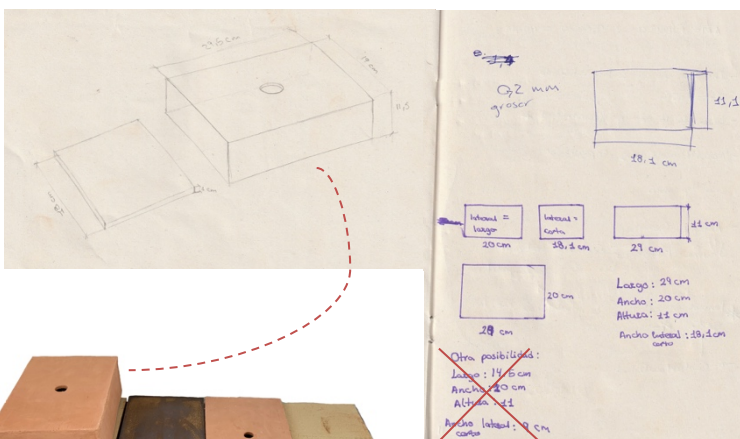 0,2 mm
grosor
11,1
18,1 cm
lateral =
largo
20 cm
lateral =
corto
18,1 cm
29 cm
11 cm
20 cm
29 cm
Largo: 29 cm
Ancho: 20 cm
Altura: 11 cm
Ancho lateral: 18,1cm
corto
Otra posibilidad:
Largo: 14,5 cm
Ancho: 10 cm
Altura: 11
Ancho lateral: 9 cm
corto